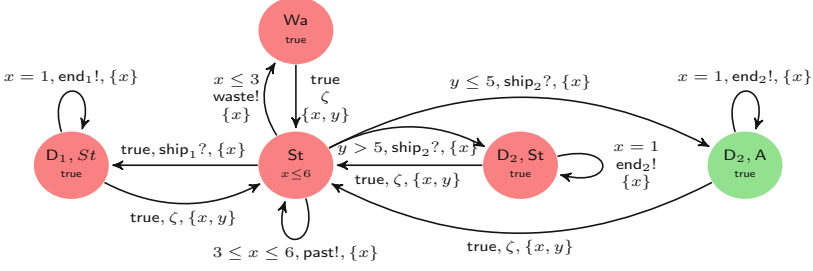 Wa
true
x = 1, end₁!, {x}
x ≤ 3
waste!
{x}
true
ζ
{x, y}
y ≤ 5, ship₂?, {x}
x = 1, end₂!, {x}
D₁, St
true
true, ship₁?, {x}
St
x≤6
y > 5, ship₂?, {x}
true, ζ, {x, y}
D₂, St
true
x = 1
end₂!
{x}
D₂, A
true
true, ζ, {x, y}
3 ≤ x ≤ 6, past!, {x}
true, ζ, {x, y}